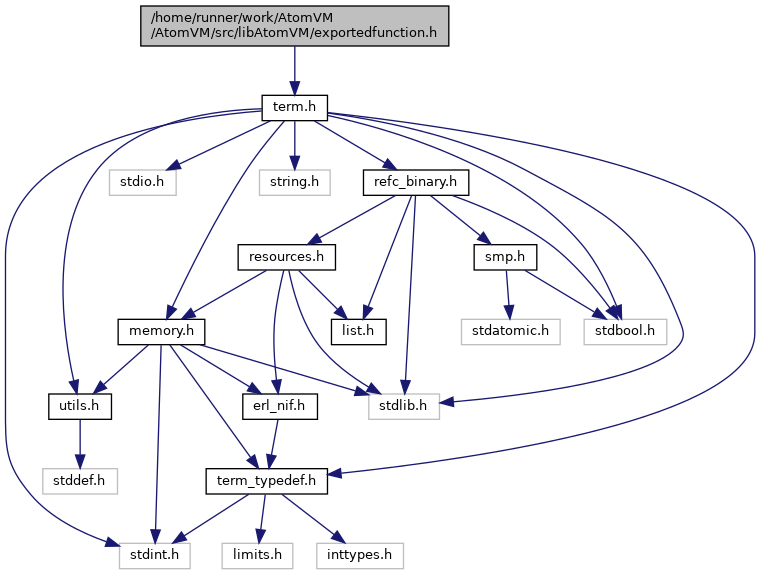 /home/runner/work/AtomVM
/AtomVM/src/libAtomVM/exportedfunction.h
term.h
stdio.h
string.h
refc_binary.h
resources.h
smp.h
memory.h
list.h
stdatomic.h
stdbool.h
utils.h
erl_nif.h
stdlib.h
stddef.h
term_typedef.h
stdint.h
limits.h
inttypes.h